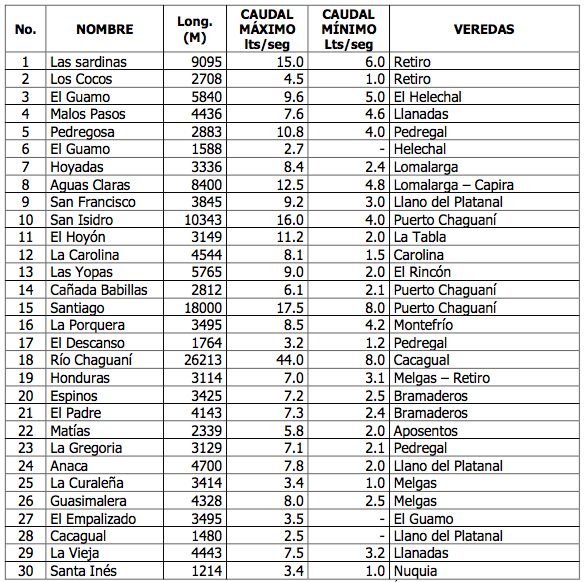 No. NOMBRE Long. (M) CAUDAL MÁXIMO lts/seg CAUDAL MÍNIMO Lts/seg VEREDAS
1 Las sardinas 9095 15.0 6.0 Retiro
2 Los Cocos 2708 4.5 1.0 Retiro
3 El Guamo 5840 9.6 5.0 El Helechal
4 Malos Pasos 4436 7.6 4.6 Llanadas
5 Pedregosa 2883 10.8 4.0 Pedregal
6 El Guamo 1588 2.7 - Helechal
7 Hoyadas 3336 8.4 2.4 Lomalarga
8 Aguas Claras 8400 12.5 4.8 Lomalarga – Capira
9 San Francisco 3845 9.2 3.0 Llano del Platanal
10 San Isidro 10343 16.0 4.0 Puerto Chaguaní
11 El Hoyón 3149 11.2 2.0 La Tabla
12 La Carolina 4544 8.1 1.5 Carolina
13 Las Yopas 5765 9.0 2.0 El Rincón
14 Cañada Babillas 2812 6.1 2.1 Puerto Chaguaní
15 Santiago 18000 17.5 8.0 Puerto Chaguaní
16 La Porquera 3495 8.5 4.2 Montefrío
17 El Descanso 1764 3.2 1.2 Pedregal
18 Río Chaguaní 26213 44.0 8.0 Cacagual
19 Honduras 3114 7.0 3.1 Melgas – Retiro
20 Espinos 3425 7.2 2.5 Bramaderos
21 El Padre 4143 7.3 2.4 Bramaderos
22 Matías 2339 5.8 2.0 Aposentos
23 La Gregoria 3129 7.1 2.1 Pedregal
24 Anaca 4700 7.8 2.0 Llano del Platanal
25 La Curaleña 3414 3.4 1.0 Melgas
26 Guasimalera 4328 8.0 2.5 Melgas
27 El Empalizado 3495 3.5 - El Guamo
28 Cacagual 1480 2.5 - Llano del Platanal
29 La Vieja 4443 7.5 3.2 Llanadas
30 Santa Inés 1214 3.4 1.0 Nuquia